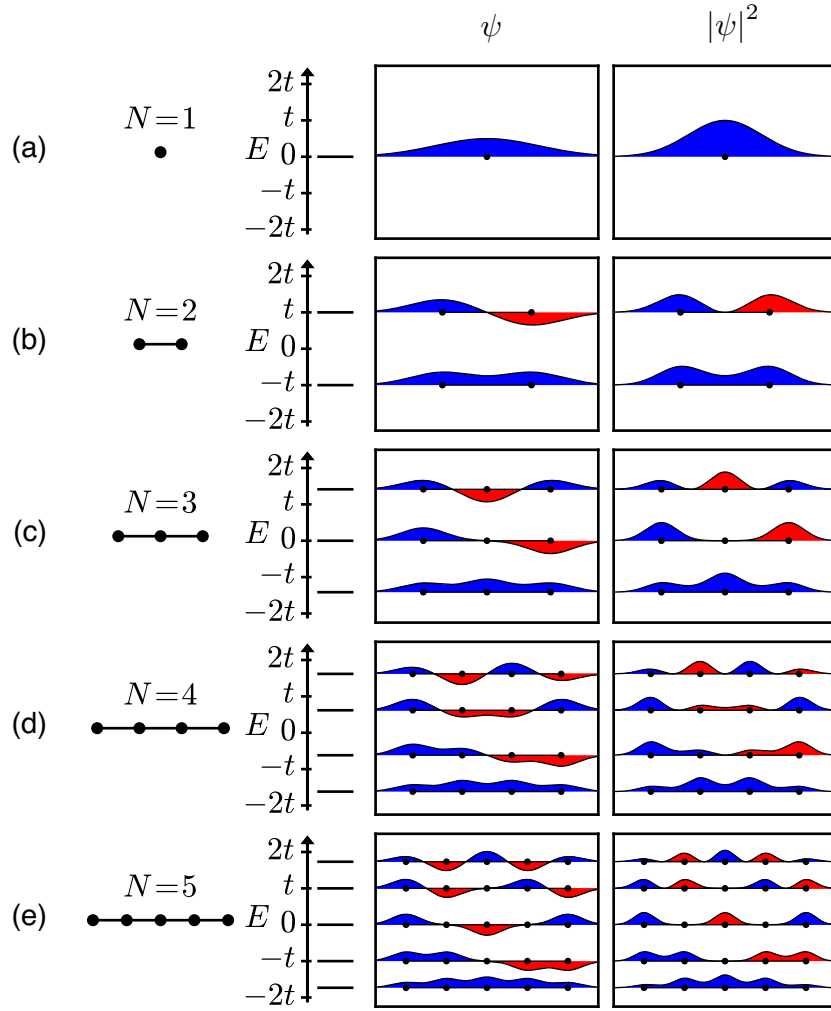 ψ |ψ|²
(a) N=1 E 2t t 0 −t −2t
(b) N=2 E 2t t 0 −t −2t
(c) N=3 E 2t t 0 −t −2t
(d) N=4 E 2t t 0 −t −2t
(e) N=5 E 2t t 0 −t −2t